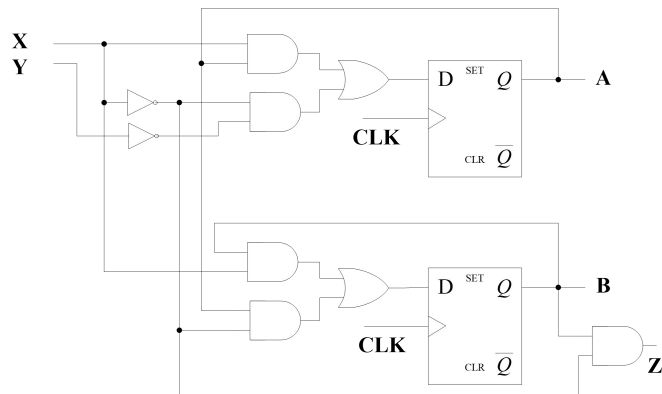 X
Y
D SET Q
CLK
CLR Q̅
A
D SET Q
CLK
CLR Q̅
B
Z